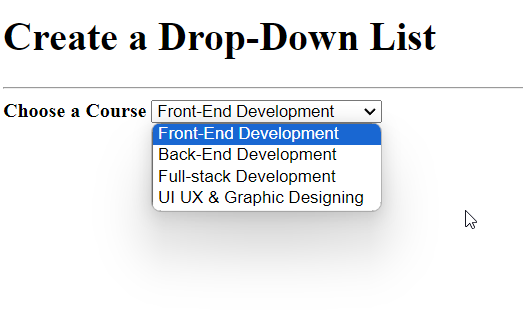 Create a Drop-Down List
Choose a Course Front-End Development
Front-End Development
Back-End Development
Full-stack Development
UI UX & Graphic Designing